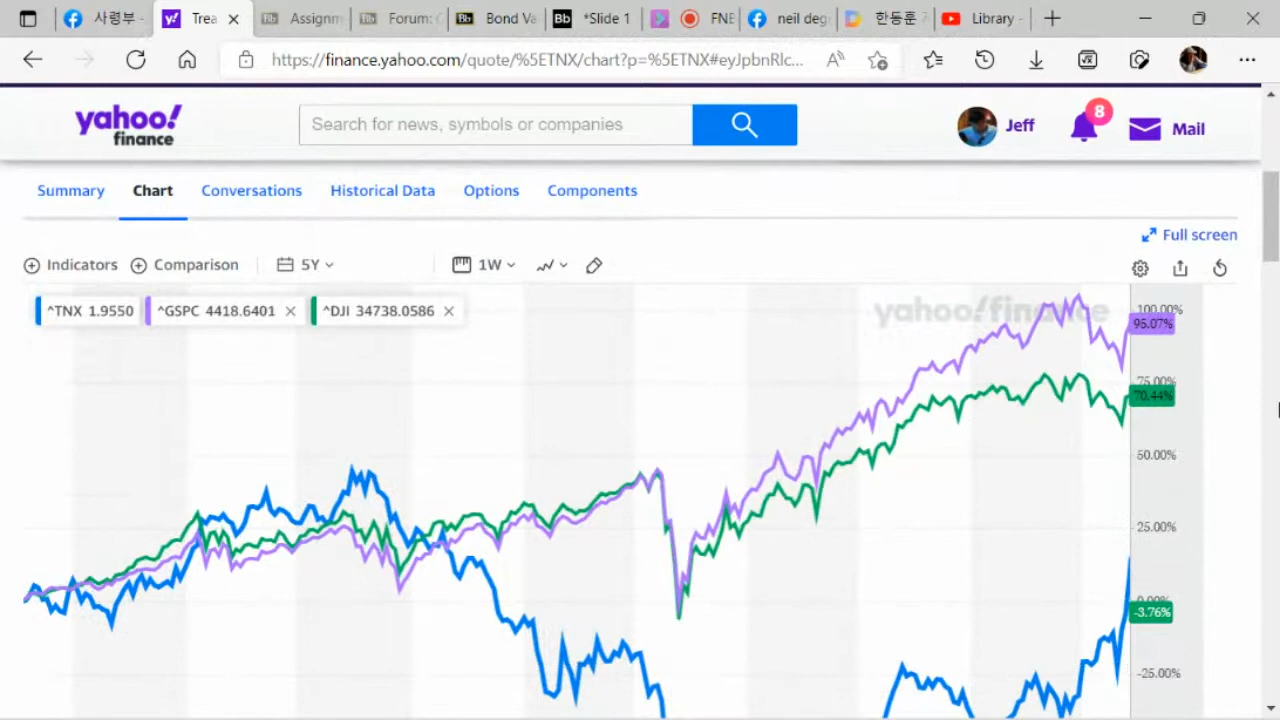 사령부 - Trea Assignm Forum: Bond Va *Slide 1 FNE neil deg 한동훈 Library -
https://finance.yahoo.com/quote/%5ETNX/chart?p=%5ETNX#eyJpbnRlc...
yahoo!
finance
Search for news, symbols or companies
Jeff
8
Mail
Summary Chart Conversations Historical Data Options Components
Full screen
Indicators Comparison 5Y 1W
^TNX 1.9550 ^GSPC 4418.6401 ^DJI 34738.0586
yahoo!finance
100.00%
95.07%
75.00%
70.44%
50.00%
25.00%
0.00%
-3.76%
-25.00%